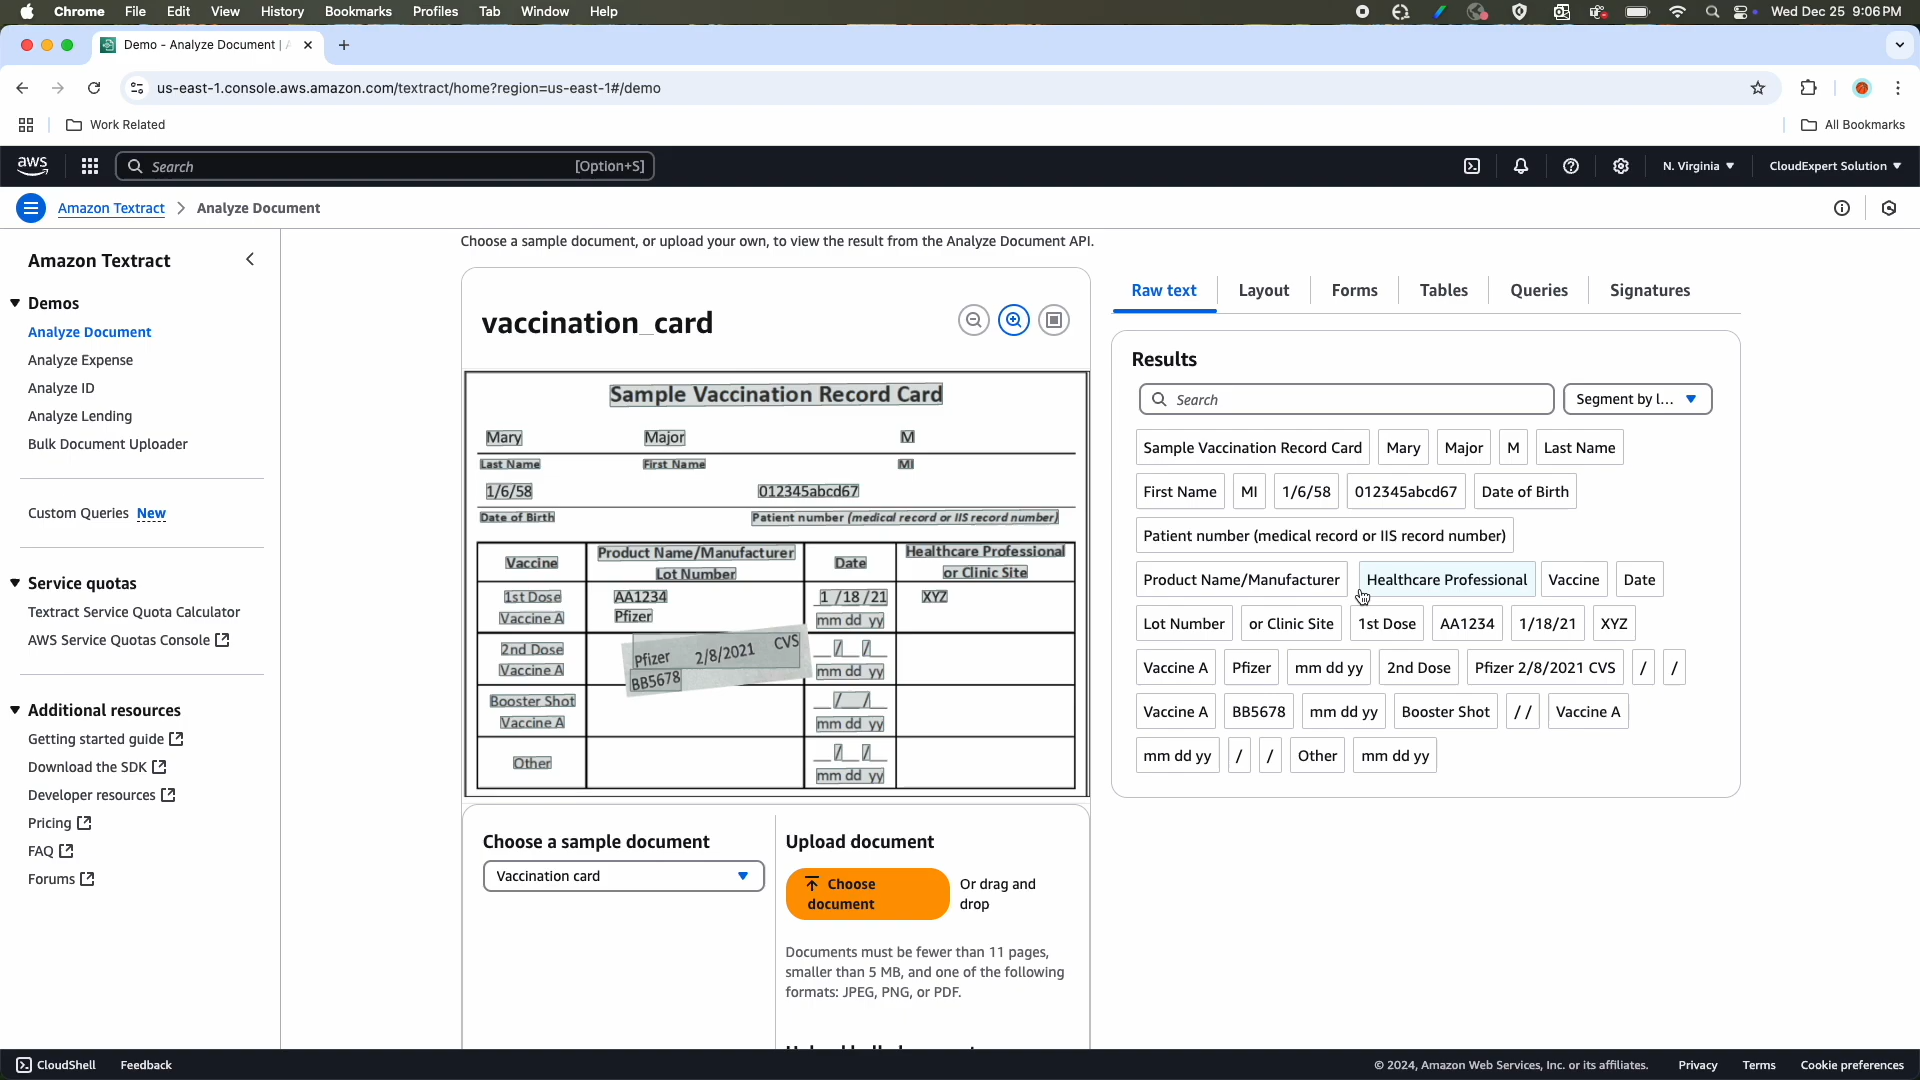 Chrome File Edit View History Bookmarks Profiles Tab Window Help Wed Dec 25 9:06 PM
Demo - Analyze Document |
us-east-1.console.aws.amazon.com/textract/home?region=us-east-1#/demo
Work Related All Bookmarks
aws Search [Option+S] N. Virginia CloudExpert Solution
Amazon Textract > Analyze Document
Amazon Textract
Demos
Analyze Document
Analyze Expense
Analyze ID
Analyze Lending
Bulk Document Uploader
Custom Queries New
Service quotas
Textract Service Quota Calculator
AWS Service Quotas Console
Additional resources
Getting started guide
Download the SDK
Developer resources
Pricing
FAQ
Forums
Choose a sample document, or upload your own, to view the result from the Analyze Document API.
vaccination_card
Sample Vaccination Record Card
Mary Major M
Last Name First Name MI
1/6/58 012345abcd67
Date of Birth Patient number (medical record or IIS record number)
Vaccine Product Name/Manufacturer Lot Number Date Healthcare Professional or Clinic Site
1st Dose AA1234 1 /18 /21 XYZ
Vaccine A Pfizer mm dd yy
2nd Dose Pfizer 2/8/2021 CVS __/__/__
Vaccine A BB5678 mm dd yy
Booster Shot __/__/__
Vaccine A mm dd yy
Other __/__/__
mm dd yy
Choose a sample document
Vaccination card
Upload document
Choose document
Or drag and drop
Documents must be fewer than 11 pages,
smaller than 5 MB, and one of the following
formats: JPEG, PNG, or PDF.
Raw text Layout Forms Tables Queries Signatures
Results
Search Segment by l...
Sample Vaccination Record Card Mary Major M Last Name
First Name MI 1/6/58 012345abcd67 Date of Birth
Patient number (medical record or IIS record number)
Product Name/Manufacturer Healthcare Professional Vaccine Date
Lot Number or Clinic Site 1st Dose AA1234 1/18/21 XYZ
Vaccine A Pfizer mm dd yy 2nd Dose Pfizer 2/8/2021 CVS / /
Vaccine A BB5678 mm dd yy Booster Shot / / Vaccine A
mm dd yy / / Other mm dd yy
CloudShell Feedback © 2024, Amazon Web Services, Inc. or its affiliates. Privacy Terms Cookie preferences